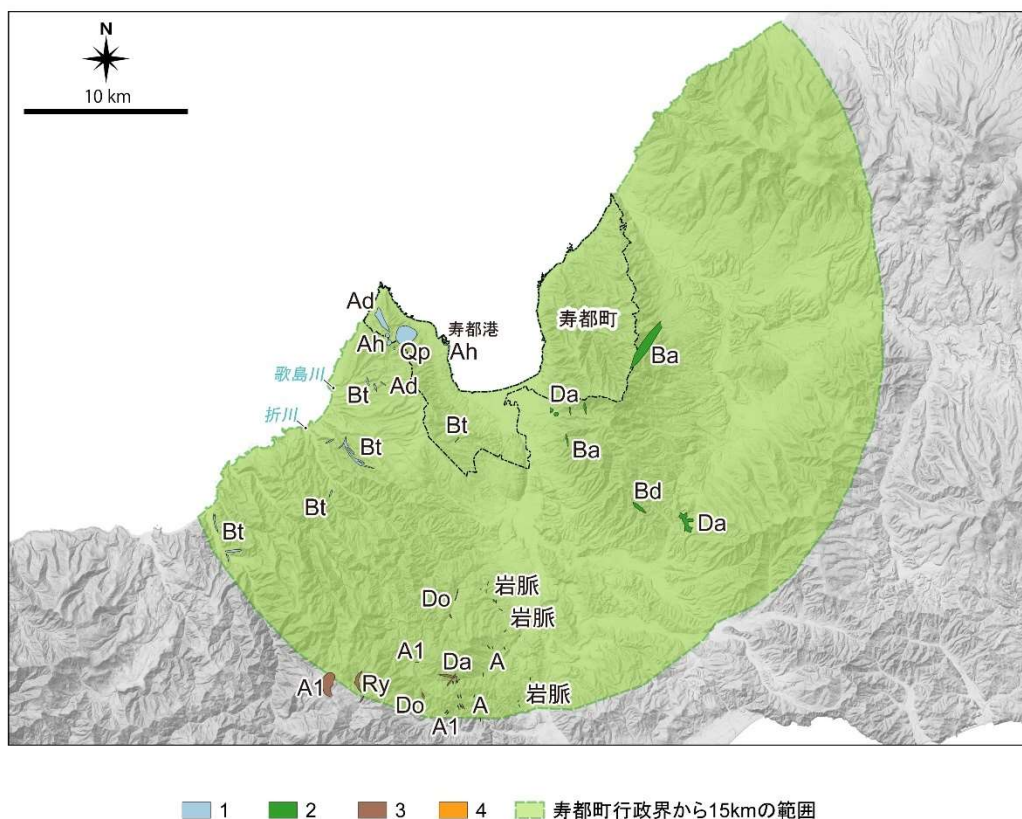 N
10 km
Ad
寿都港
寿都町
Ah
Qp
Ah
Ba
歌島川
Bt
Ad
Da
折川
Bt
Bt
Ba
Bt
Bd
Da
Bt
Do
岩脈
岩脈
A1
Da
A
A1
Ry
Do
A
岩脈
A1
1 2 3 4 寿都町行政界から15kmの範囲